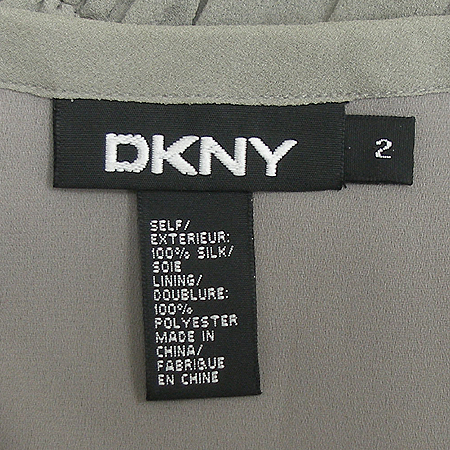 DKNY
2
SELF/
EXTERIEUR:
100% SILK/
SOIE
LINING/
DOUBLURE:
100%
POLYESTER
MADE IN
CHINA/
FABRIQUE
EN CHINE